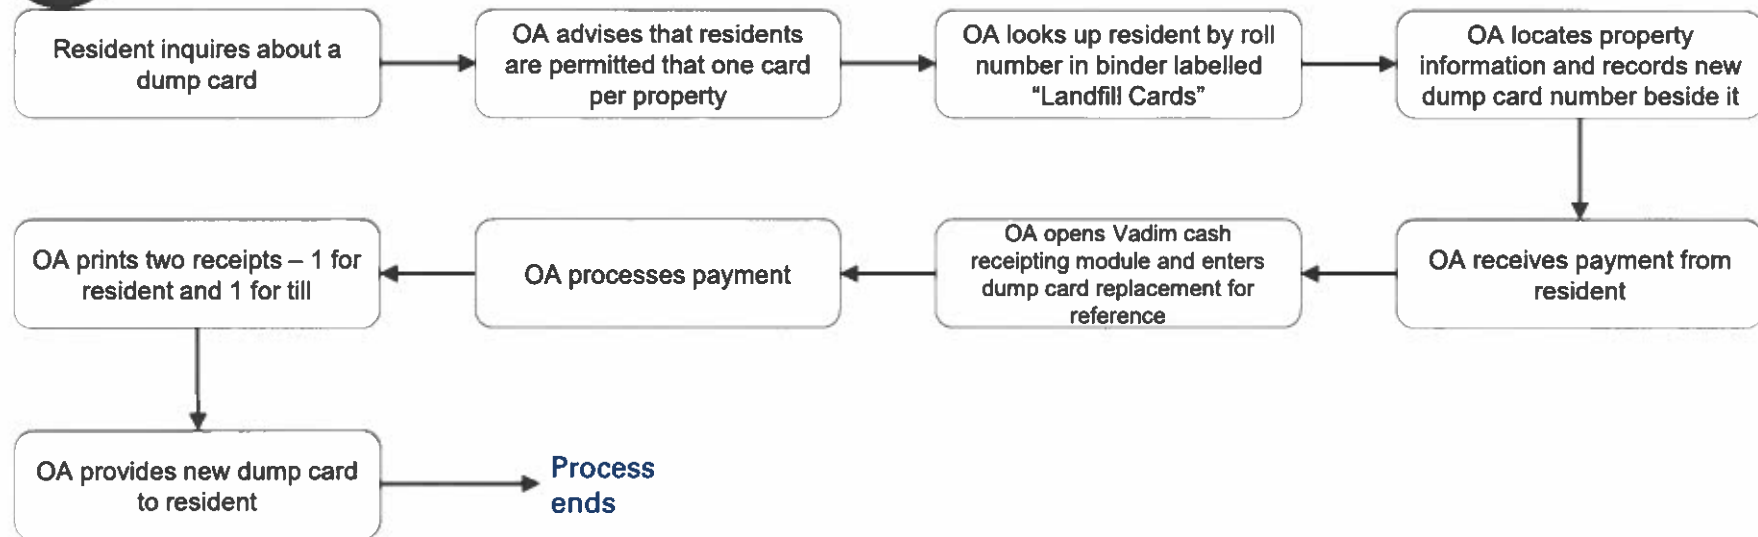 Resident inquires about a
dump card
OA advises that residents
are permitted that one card
per property
OA looks up resident by roll
number in binder labelled
“Landfill Cards”
OA locates property
information and records new
dump card number beside it
OA receives payment from
resident
OA opens Vadim cash
receipting module and enters
dump card replacement for
reference
OA processes payment
OA prints two receipts – 1 for
resident and 1 for till
OA provides new dump card
to resident
Process
ends